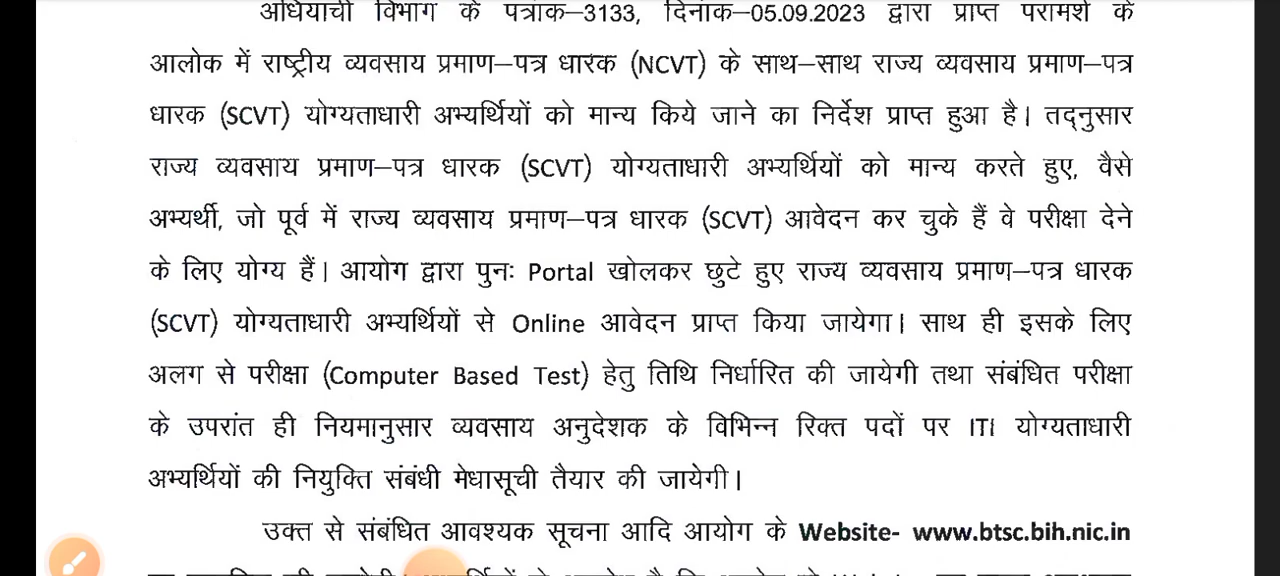 अधियाची विभाग के पत्रांक–3133, दिनांक–05.09.2023 द्वारा प्राप्त परामर्श के
आलोक में राष्ट्रीय व्यवसाय प्रमाण–पत्र धारक (NCVT) के साथ–साथ राज्य व्यवसाय प्रमाण–पत्र
धारक (SCVT) योग्यताधारी अभ्यर्थियों को मान्य किये जाने का निर्देश प्राप्त हुआ है। तद्नुसार
राज्य व्यवसाय प्रमाण–पत्र धारक (SCVT) योग्यताधारी अभ्यर्थियों को मान्य करते हुए, वैसे
अभ्यर्थी, जो पूर्व में राज्य व्यवसाय प्रमाण–पत्र धारक (SCVT) आवेदन कर चुके हैं वे परीक्षा देने
के लिए योग्य हैं। आयोग द्वारा पुनः Portal खोलकर छुटे हुए राज्य व्यवसाय प्रमाण–पत्र धारक
(SCVT) योग्यताधारी अभ्यर्थियों से Online आवेदन प्राप्त किया जायेगा। साथ ही इसके लिए
अलग से परीक्षा (Computer Based Test) हेतु तिथि निर्धारित की जायेगी तथा संबंधित परीक्षा
के उपरांत ही नियमानुसार व्यवसाय अनुदेशक के विभिन्न रिक्त पदों पर ITI योग्यताधारी
अभ्यर्थियों की नियुक्ति संबंधी मेधासूची तैयार की जायेगी।
उक्त से संबंधित आवश्यक सूचना आदि आयोग के Website- www.btsc.bih.nic.in